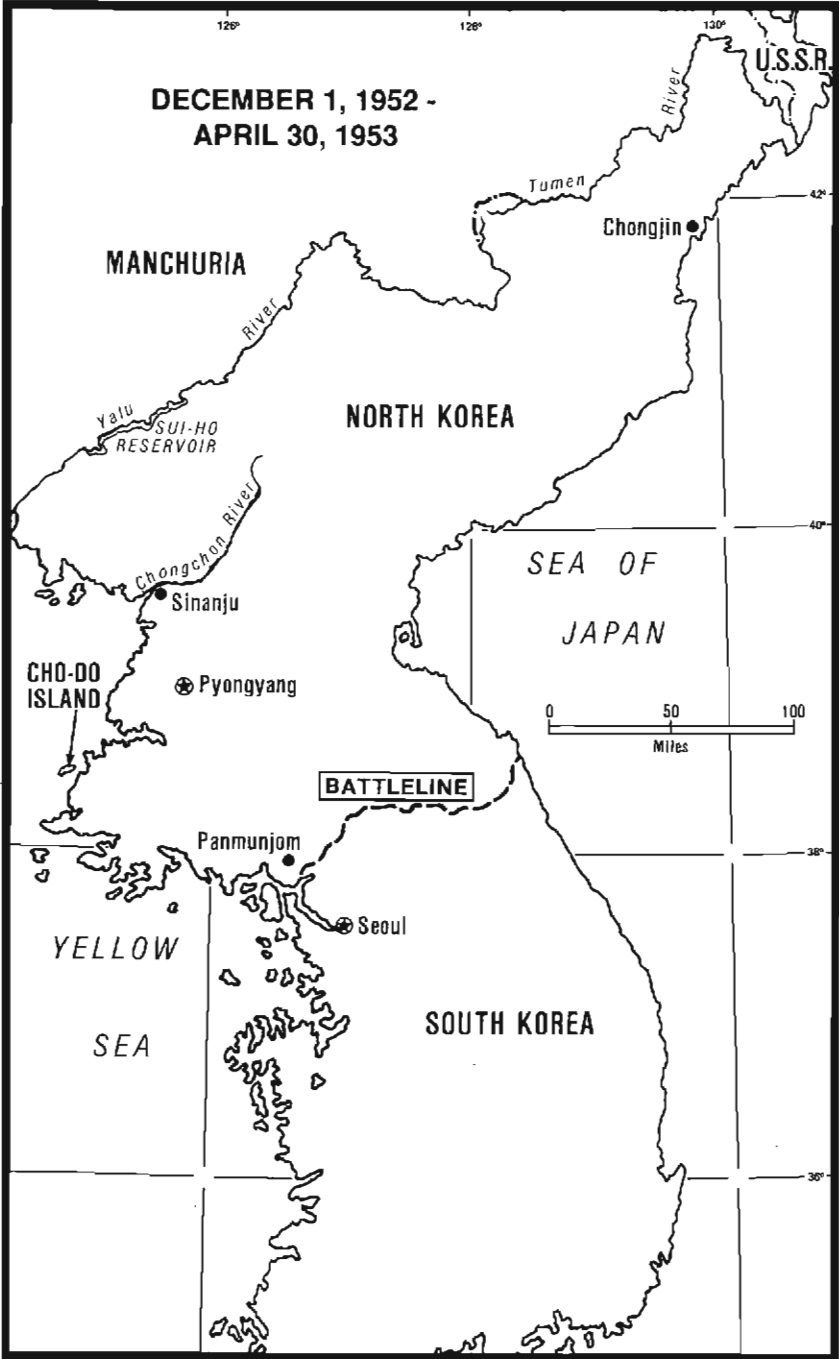 126° 128° 130°
U.S.S.R.
DECEMBER 1, 1952 -
APRIL 30, 1953
River
Tumen
42°
Chongjin
MANCHURIA
River
NORTH KOREA
Yalu
SUI-HO
RESERVOIR
Chongchon River
40°
SEA OF
JAPAN
Sinanju
CHO-DO
ISLAND
Pyongyang
0 50 100
Miles
BATTLELINE
Panmunjom
38°
Seoul
YELLOW
SEA
SOUTH KOREA
36°